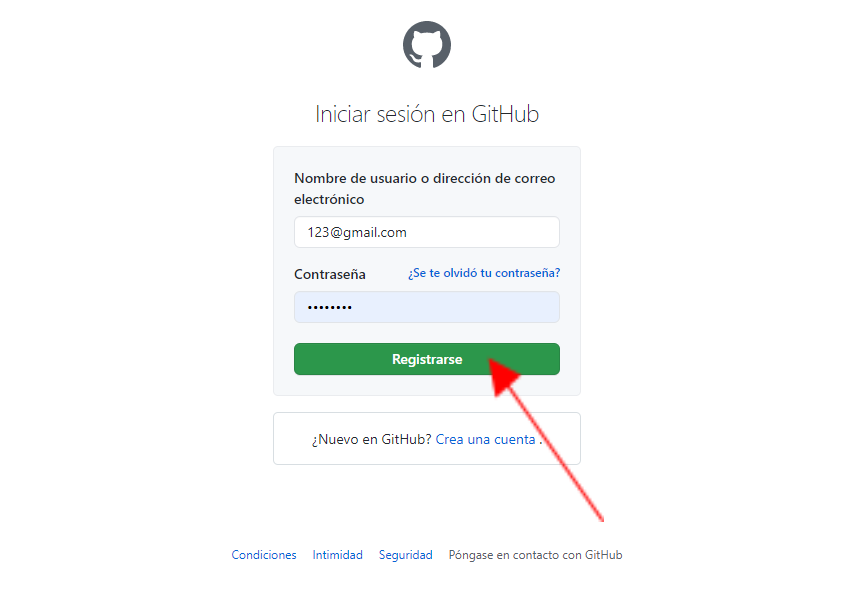 Iniciar sesión en GitHub
Nombre de usuario o dirección de correo
electrónico
123@gmail.com
Contraseña ¿Se te olvidó tu contraseña?
••••••••
Registrarse
¿Nuevo en GitHub? Crea una cuenta .
Condiciones Intimidad Seguridad Póngase en contacto con GitHub